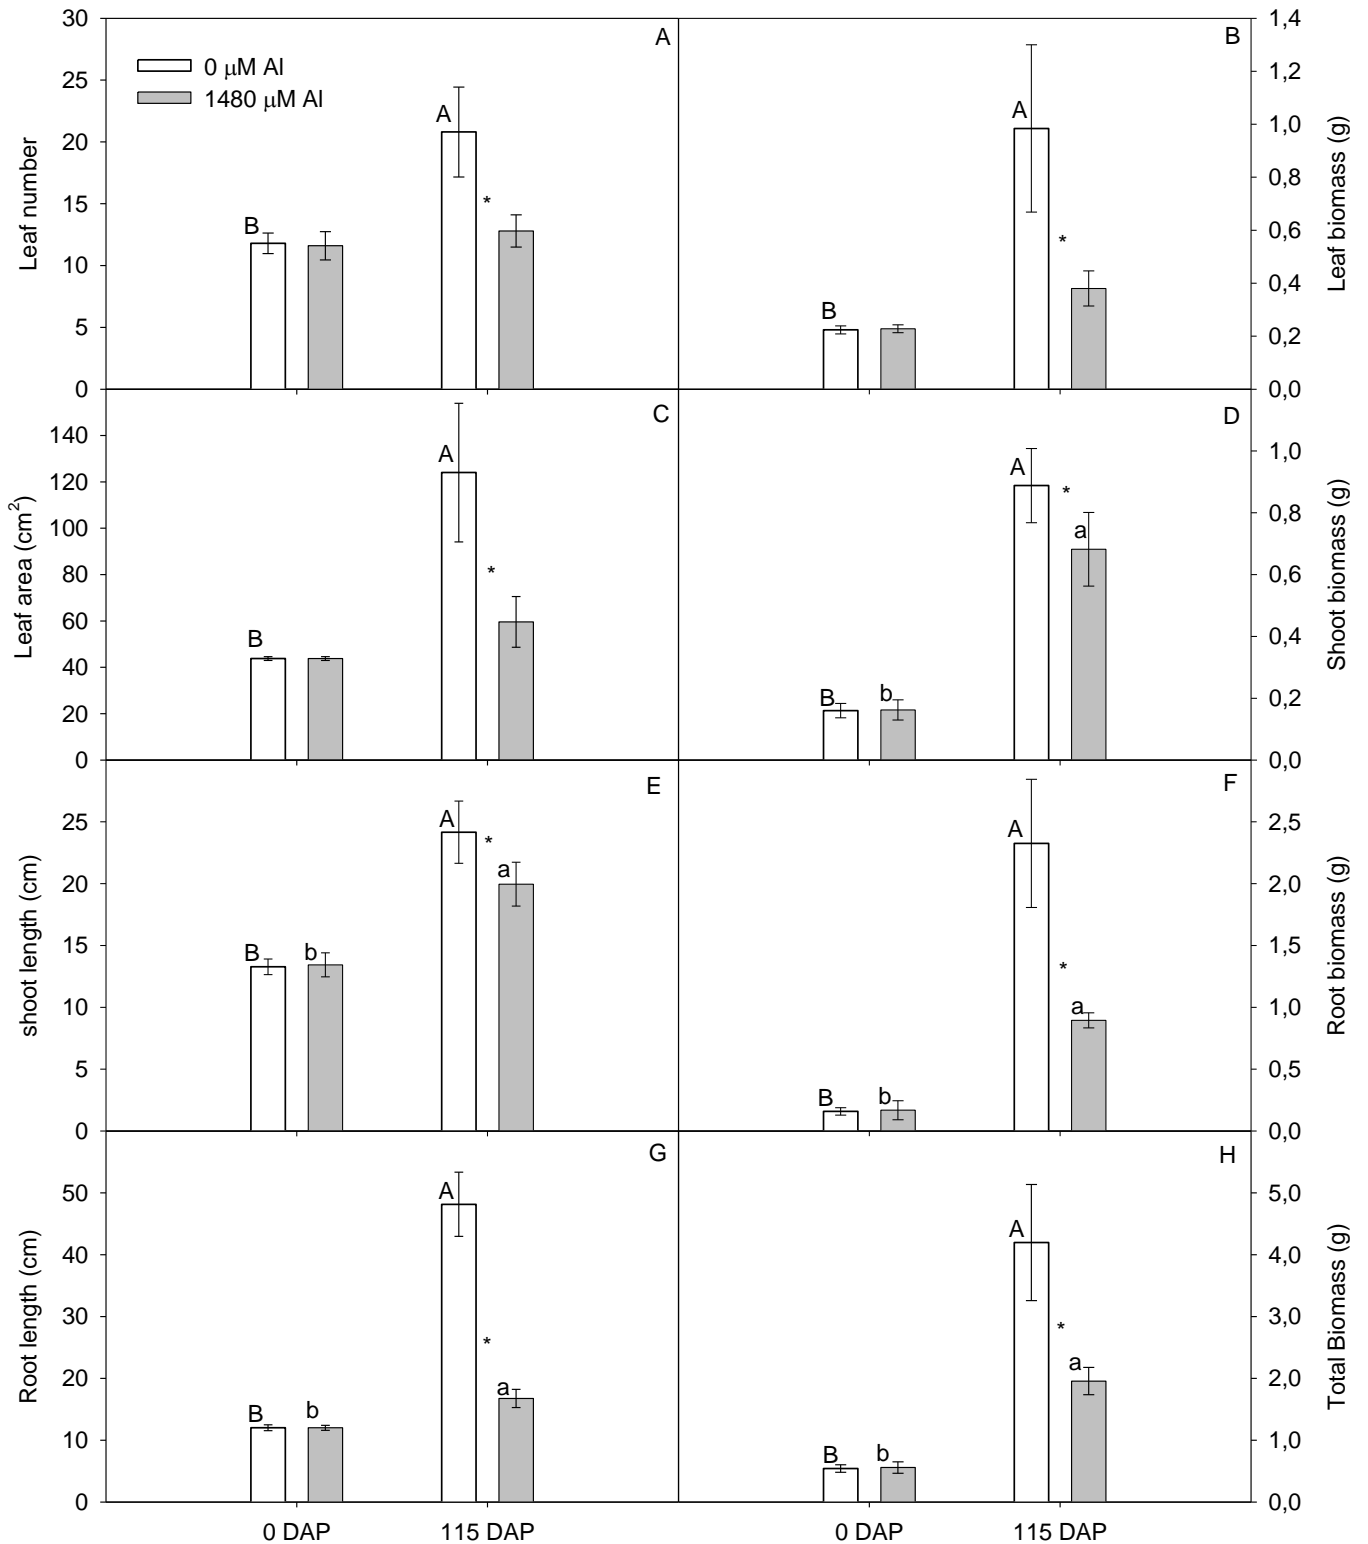 30
25
20
15
10
5
0
Leaf number
0 μM Al
1480 μM Al
A
B
A
*
1,4
1,2
1,0
0,8
0,6
0,4
0,2
0,0
Leaf biomass (g)
B
B
A
*
140
120
100
80
60
40
20
0
Leaf area (cm²)
C
B
A
*
1,0
0,8
0,6
0,4
0,2
0,0
Shoot biomass (g)
D
B
b
A
*
a
25
20
15
10
5
0
shoot length (cm)
E
B
b
A
*
a
2,5
2,0
1,5
1,0
0,5
0,0
Root biomass (g)
F
B
b
A
*
a
50
40
30
20
10
0
Root length (cm)
G
B
b
A
*
a
5,0
4,0
3,0
2,0
1,0
0,0
Total Biomass (g)
H
B
b
A
*
a
0 DAP
115 DAP
0 DAP
115 DAP